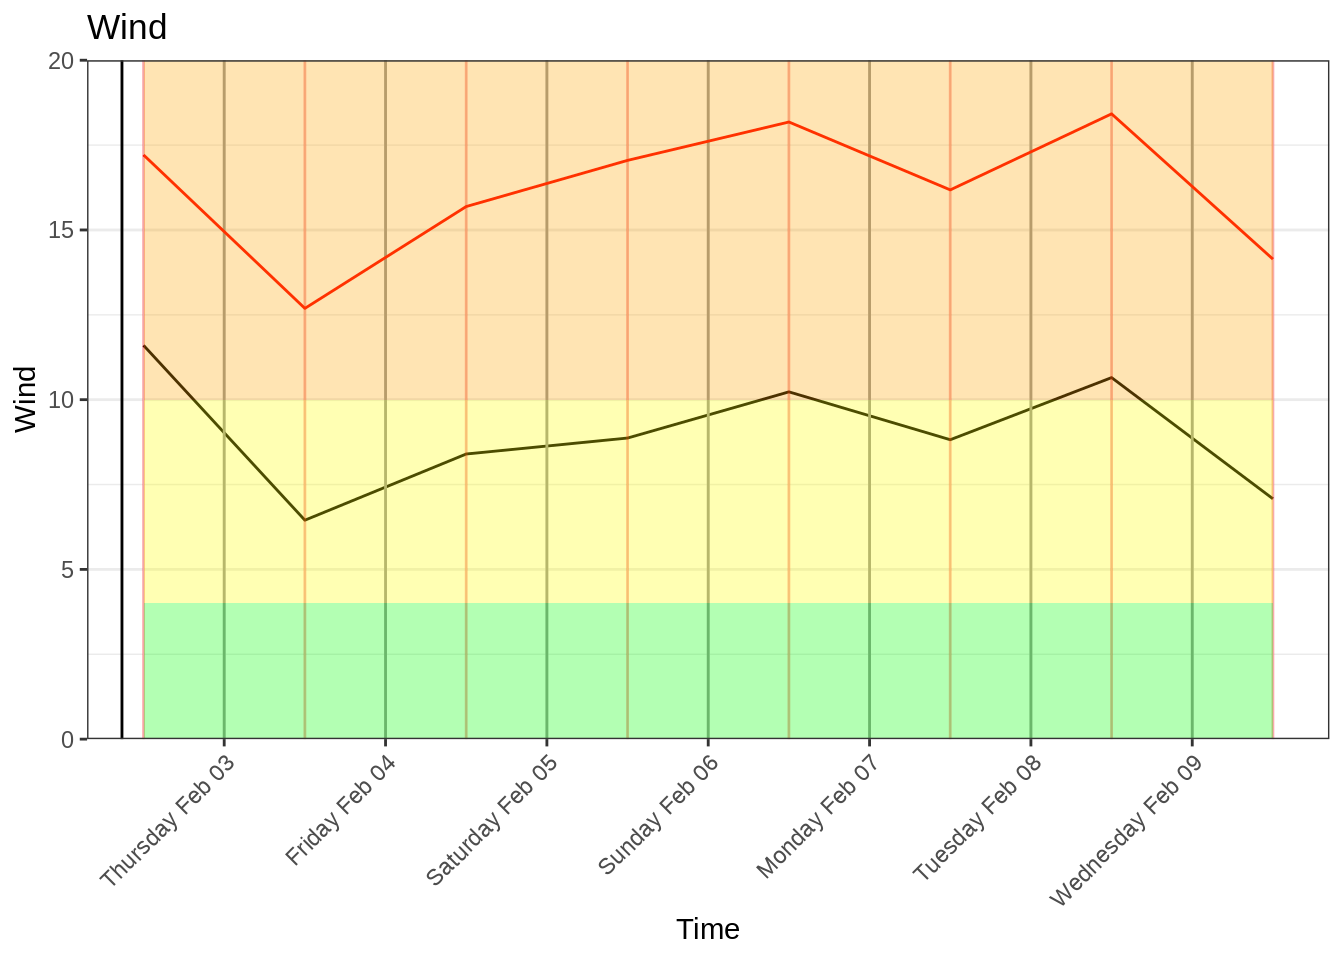 Wind
20
15
10
5
0
Wind
Thursday Feb 03
Friday Feb 04
Saturday Feb 05
Sunday Feb 06
Monday Feb 07
Tuesday Feb 08
Wednesday Feb 09
Time